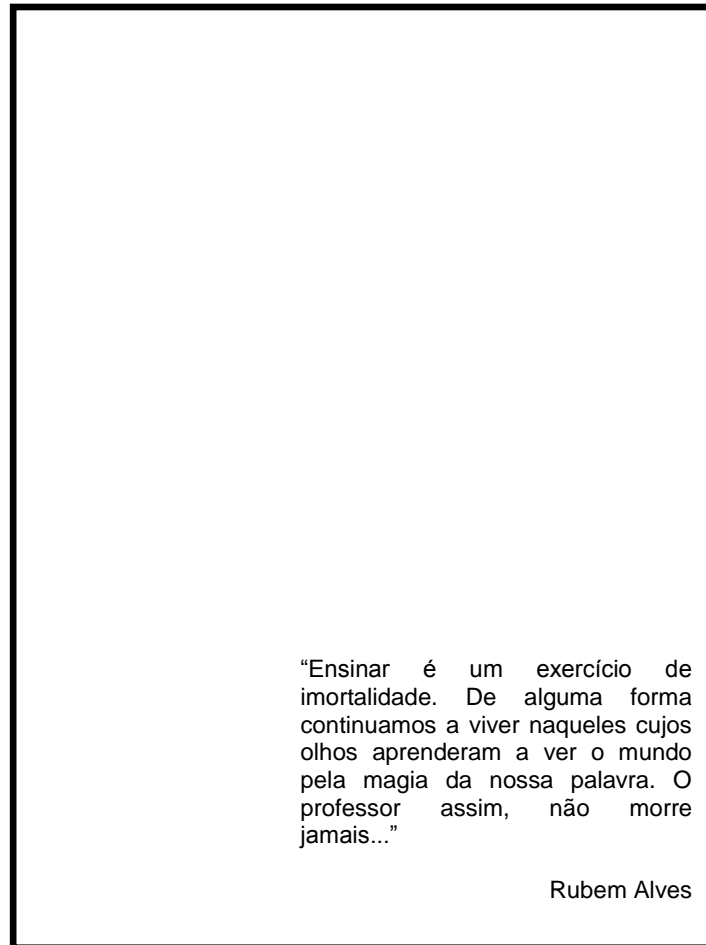 “Ensinar é um exercício de
imortalidade. De alguma forma
continuamos a viver naqueles cujos
olhos aprenderam a ver o mundo
pela magia da nossa palavra. O
professor assim, não morre
jamais...”
Rubem Alves